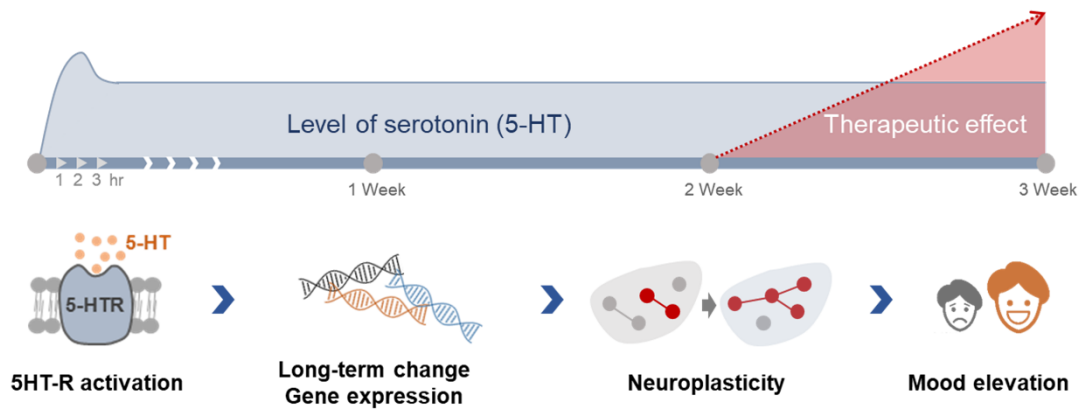 Level of serotonin (5-HT)
Therapeutic effect
1 2 3 hr
1 Week
2 Week
3 Week
5-HT
5-HTR
5HT-R activation
Long-term change
Gene expression
Neuroplasticity
Mood elevation